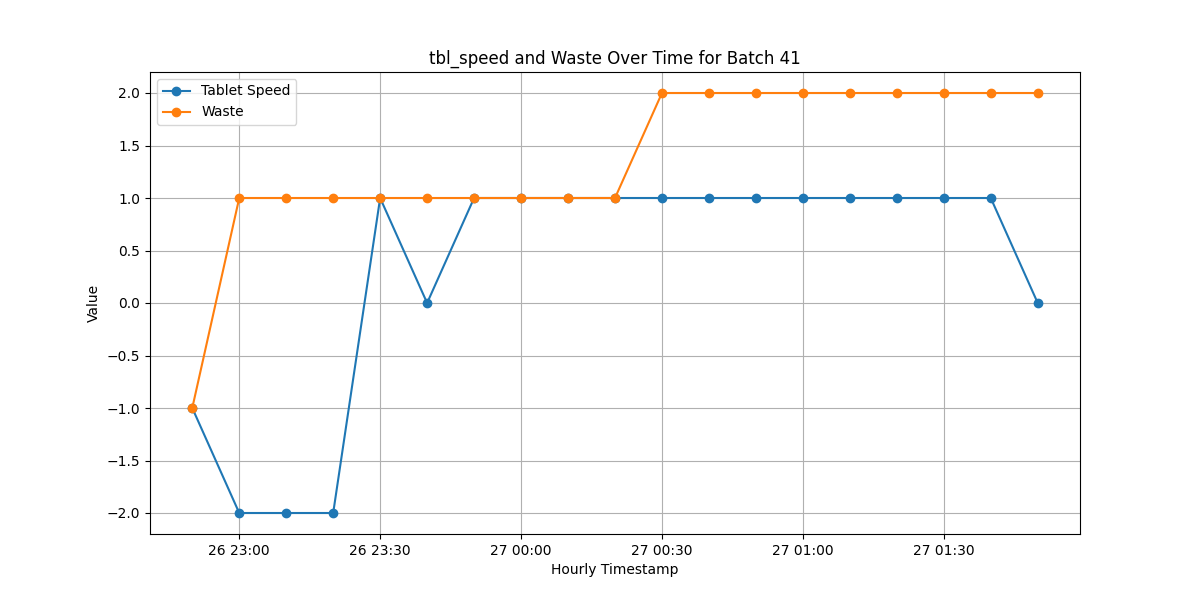 tbl_speed and Waste Over Time for Batch 41
Tablet Speed
Waste
2.0
1.5
1.0
0.5
0.0
−0.5
−1.0
−1.5
−2.0
Value
26 23:00 26 23:30 27 00:00 27 00:30 27 01:00 27 01:30
Hourly Timestamp